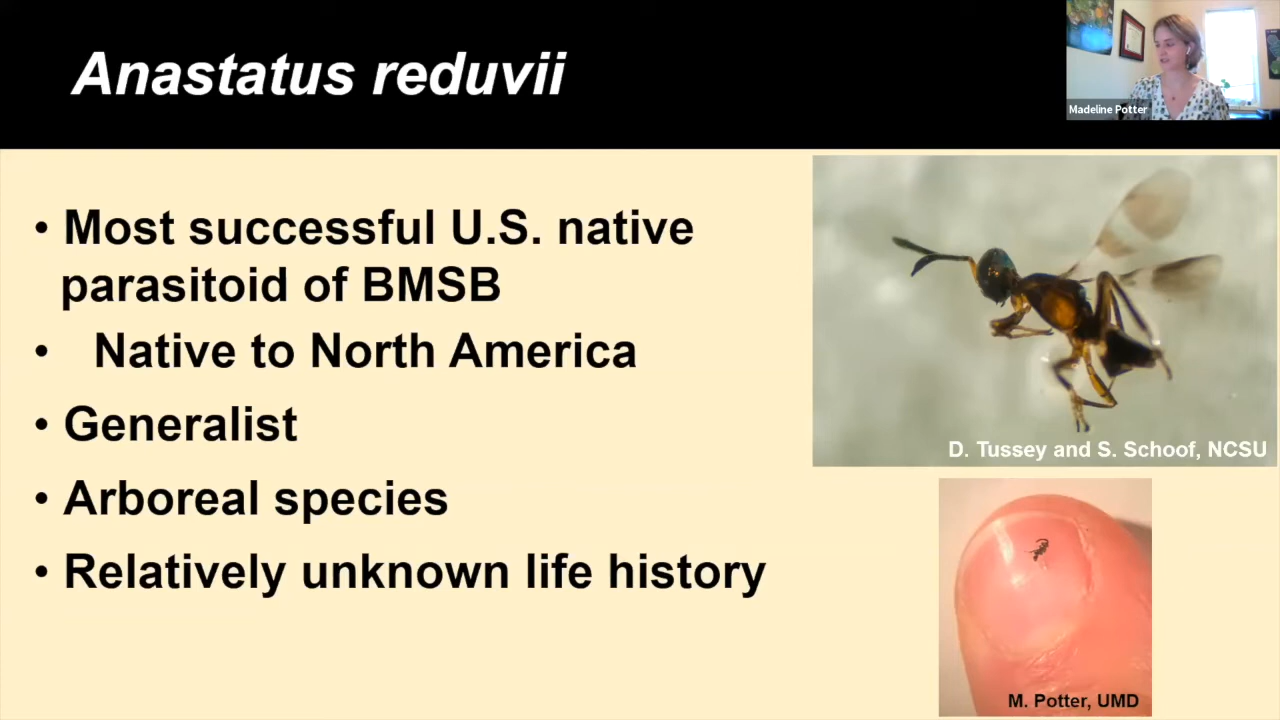 Anastatus reduvii
Madeline Potter
• Most successful U.S. native
parasitoid of BMSB
• Native to North America
• Generalist
• Arboreal species
• Relatively unknown life history
D. Tussey and S. Schoof, NCSU
M. Potter, UMD